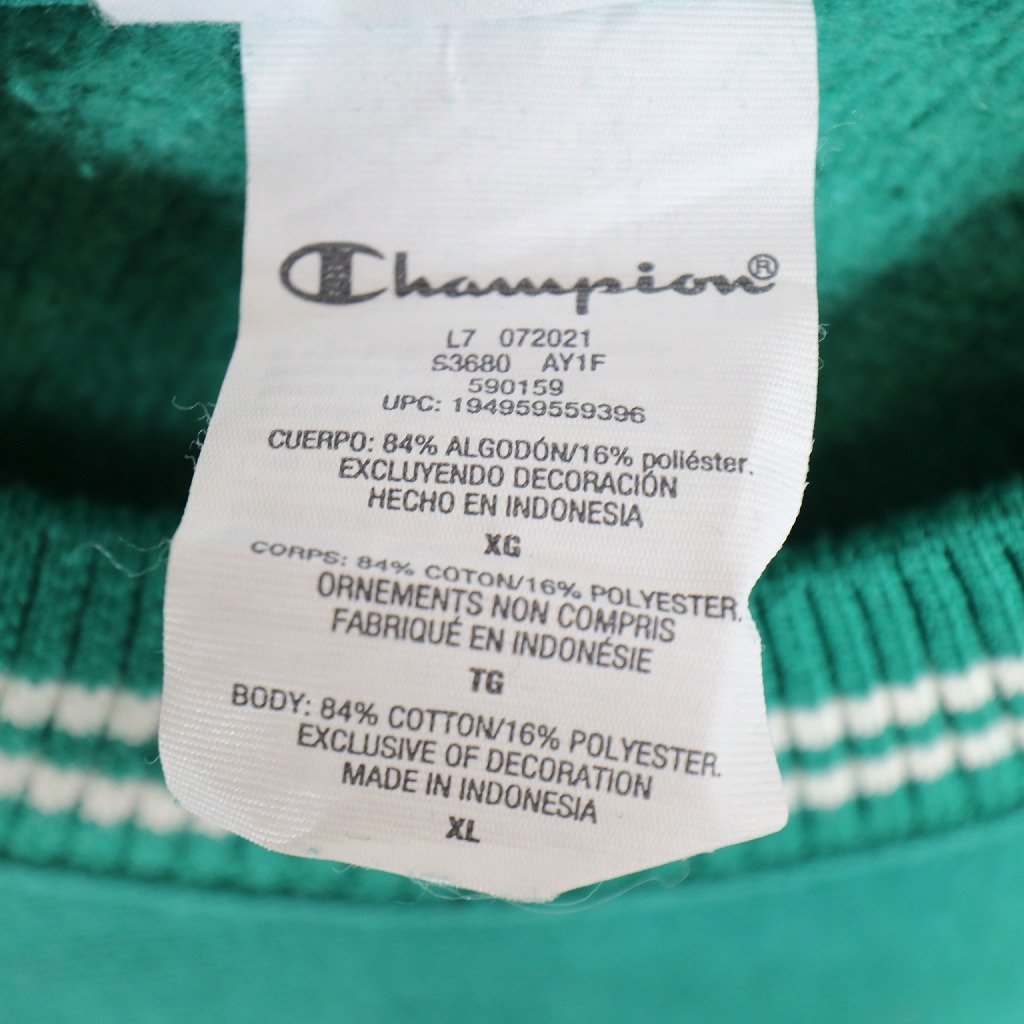 Champion®
L7 072021
S3680 AY1F
590159
UPC: 194959559396
CUERPO: 84% ALGODÓN/16% poliéster.
EXCLUYENDO DECORACIÓN
HECHO EN INDONESIA
XG
CORPS: 84% COTON/16% POLYESTER.
ORNEMENTS NON COMPRIS
FABRIQUÉ EN INDONÉSIE
TG
BODY: 84% COTTON/16% POLYESTER.
EXCLUSIVE OF DECORATION
MADE IN INDONESIA
XL